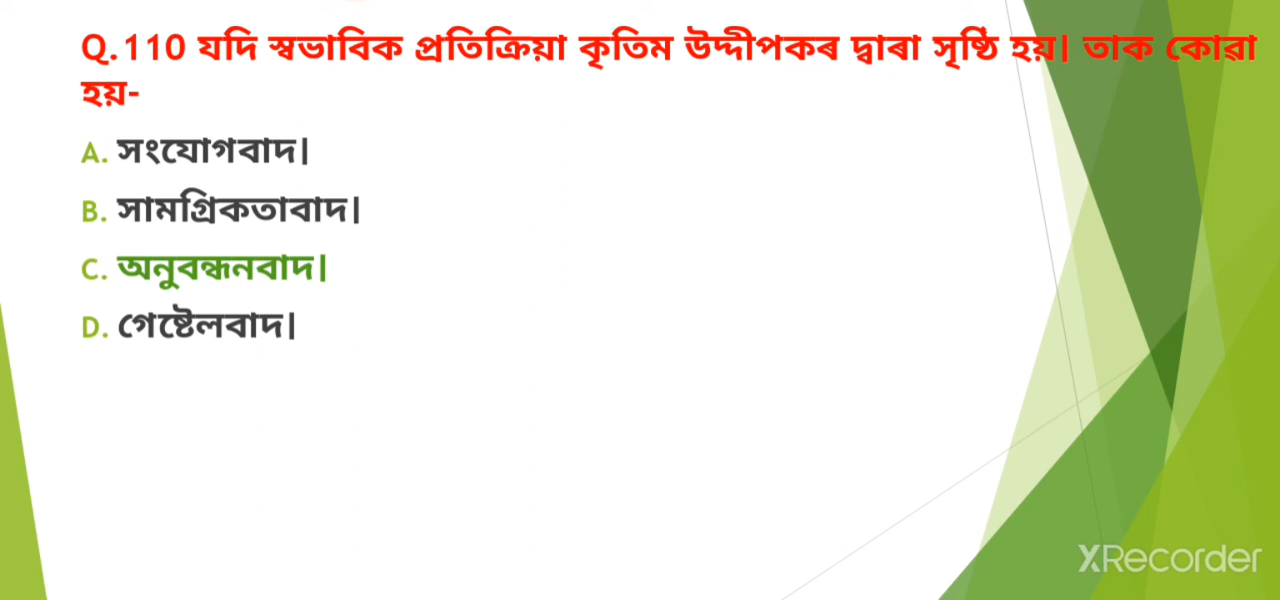 Q.110 যদি স্বভাবিক প্ৰতিক্ৰিয়া কৃতিম উদ্দীপকৰ দ্বাৰা সৃষ্ঠি হয়| তাক কোৱা
হয়-
A. সংযোগবাদ|
B. সামগ্ৰিকতাবাদ|
C. অনুবন্ধনবাদ|
D. গেষ্টেলবাদ|
XRecorder